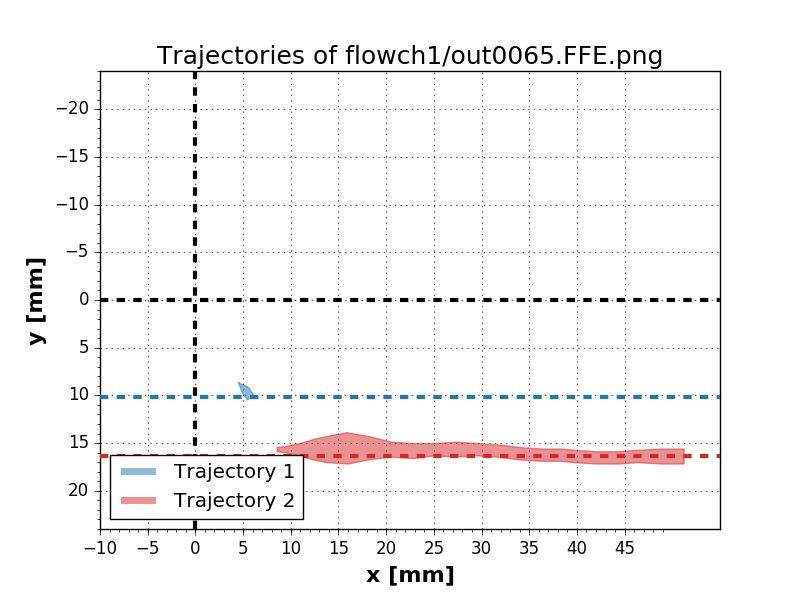 Trajectories of flowch1/out0065.FFE.png
−20
−15
−10
−5
0
5
10
15
20
y [mm]
Trajectory 1
Trajectory 2
−10 −5 0 5 10 15 20 25 30 35 40 45
x [mm]